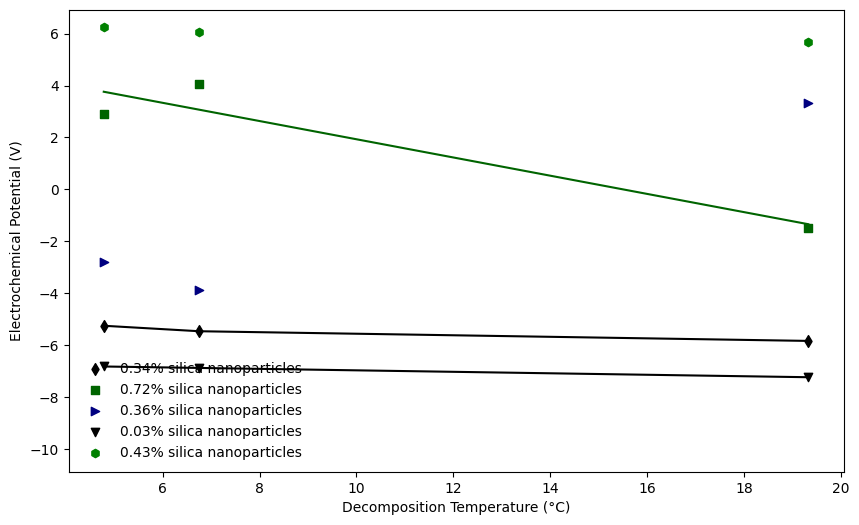 6
4
2
0
−2
−4
−6
−8
−10
Electrochemical Potential (V)
0.34% silica nanoparticles
0.72% silica nanoparticles
0.36% silica nanoparticles
0.03% silica nanoparticles
0.43% silica nanoparticles
6 8 10 12 14 16 18 20
Decomposition Temperature (°C)